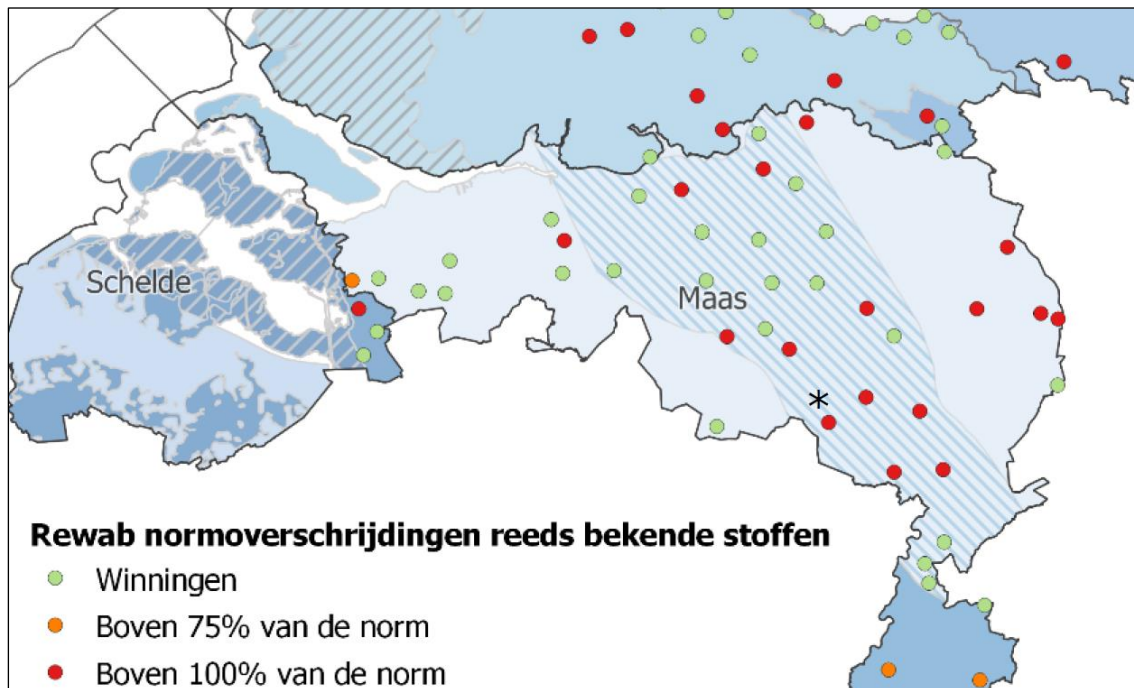 Schelde
Maas
*
Rewab normoverschrijdingen reeds bekende stoffen
Winningen
Boven 75% van de norm
Boven 100% van de norm